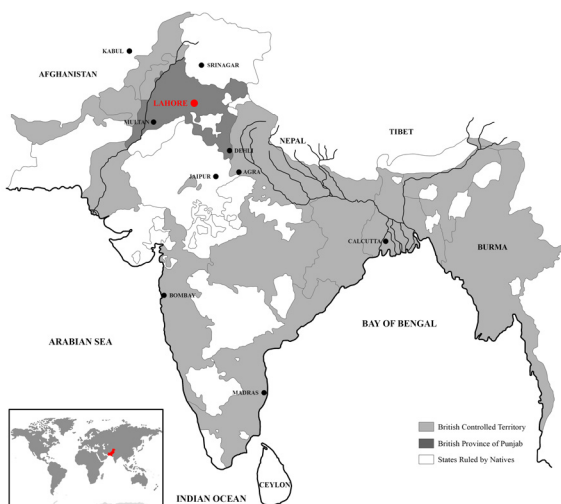 KABUL
SRINAGAR
AFGHANISTAN
LAHORE
MULTAN
TIBET
NEPAL
DEHLI
JAIPUR
AGRA
CALCUTTA
BURMA
BOMBAY
BAY OF BENGAL
ARABIAN SEA
MADRAS
British Controlled Territory
British Province of Punjab
States Ruled by Natives
CEYLON
INDIAN OCEAN